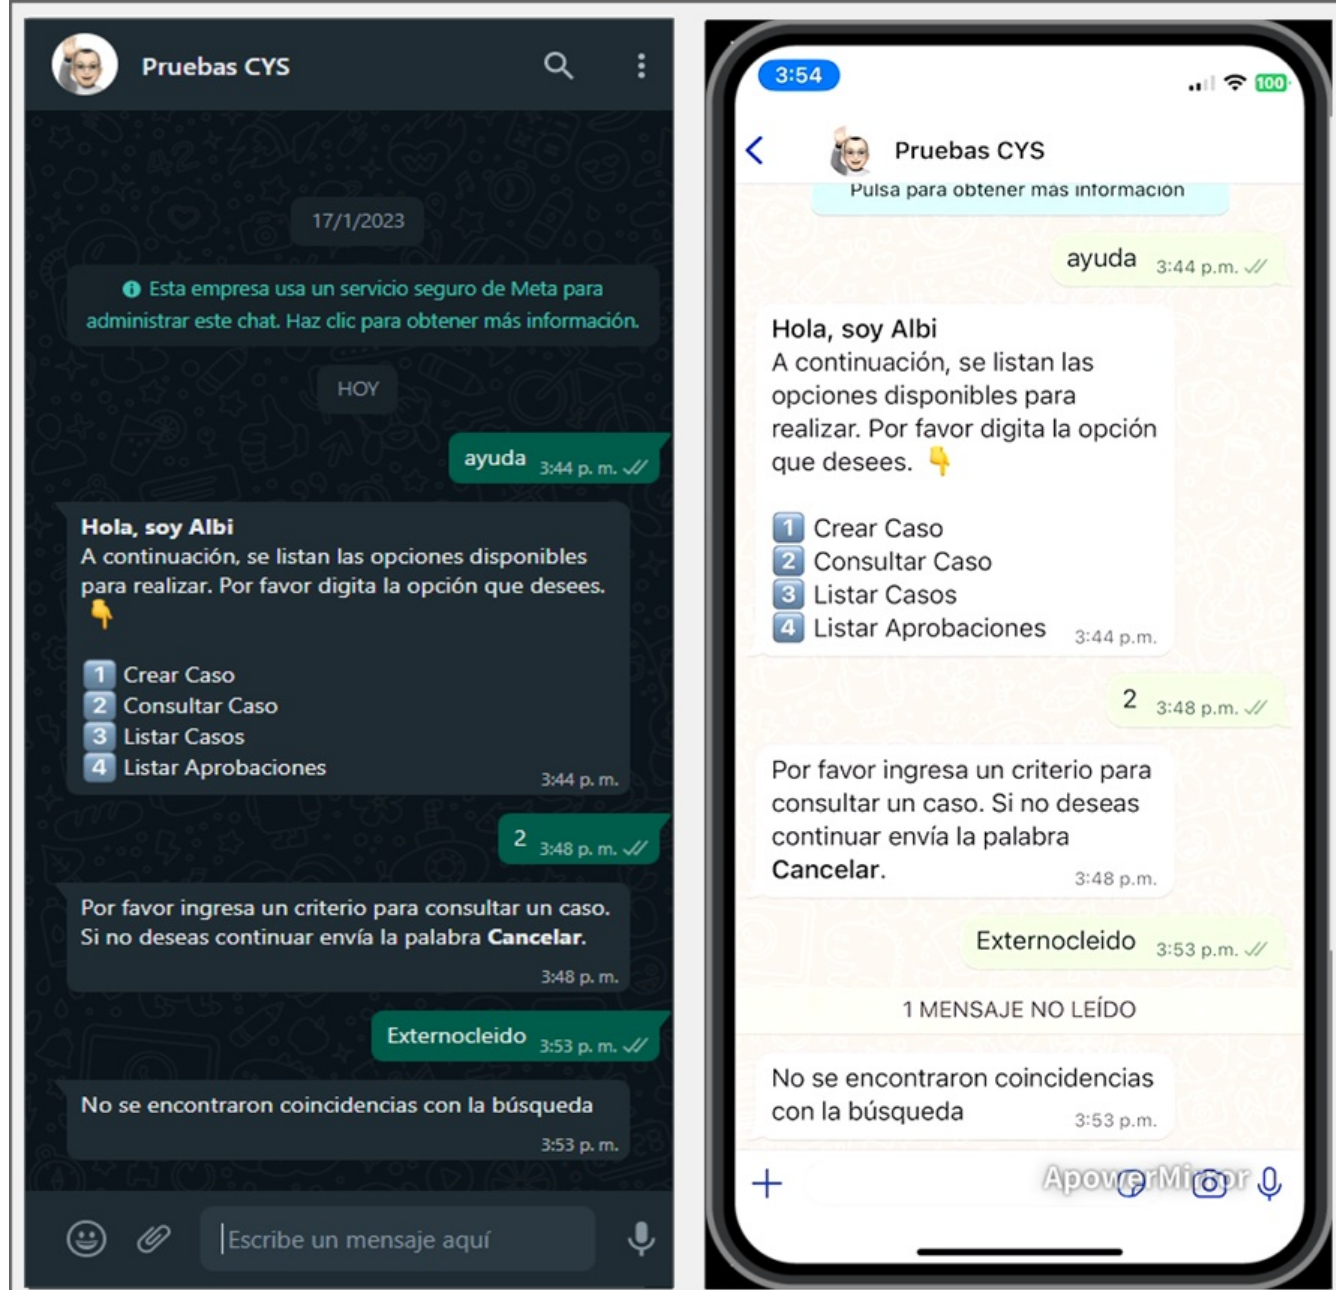 Pruebas CYS
17/1/2023
Esta empresa usa un servicio seguro de Meta para
administrar este chat. Haz clic para obtener más información.
HOY
ayuda 3:44 p. m.
Hola, soy Albi
A continuación, se listan las opciones disponibles
para realizar. Por favor digita la opción que desees.
👇
1 Crear Caso
2 Consultar Caso
3 Listar Casos
4 Listar Aprobaciones
3:44 p. m.
2 3:48 p. m.
Por favor ingresa un criterio para consultar un caso.
Si no deseas continuar envía la palabra Cancelar.
3:48 p. m.
Externocleido 3:53 p. m.
No se encontraron coincidencias con la búsqueda
3:53 p. m.
Escribe un mensaje aquí
3:54
100
Pruebas CYS
Pulsa para obtener más información
ayuda 3:44 p.m.
Hola, soy Albi
A continuación, se listan las
opciones disponibles para
realizar. Por favor digita la opción
que desees. 👇
1 Crear Caso
2 Consultar Caso
3 Listar Casos
4 Listar Aprobaciones 3:44 p.m.
2 3:48 p.m.
Por favor ingresa un criterio para
consultar un caso. Si no deseas
continuar envía la palabra
Cancelar. 3:48 p.m.
Externocleido 3:53 p.m.
1 MENSAJE NO LEÍDO
No se encontraron coincidencias
con la búsqueda 3:53 p.m.
ApowerMirror